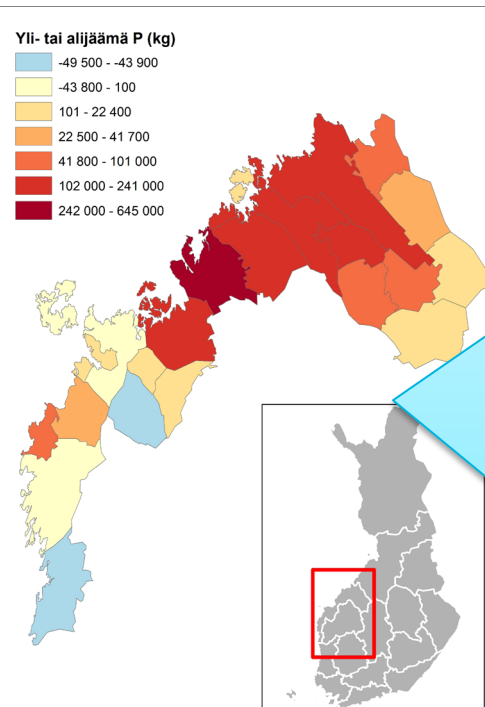 Yli- tai alijäämä P (kg)
-49 500 - -43 900
-43 800 - 100
101 - 22 400
22 500 - 41 700
41 800 - 101 000
102 000 - 241 000
242 000 - 645 000